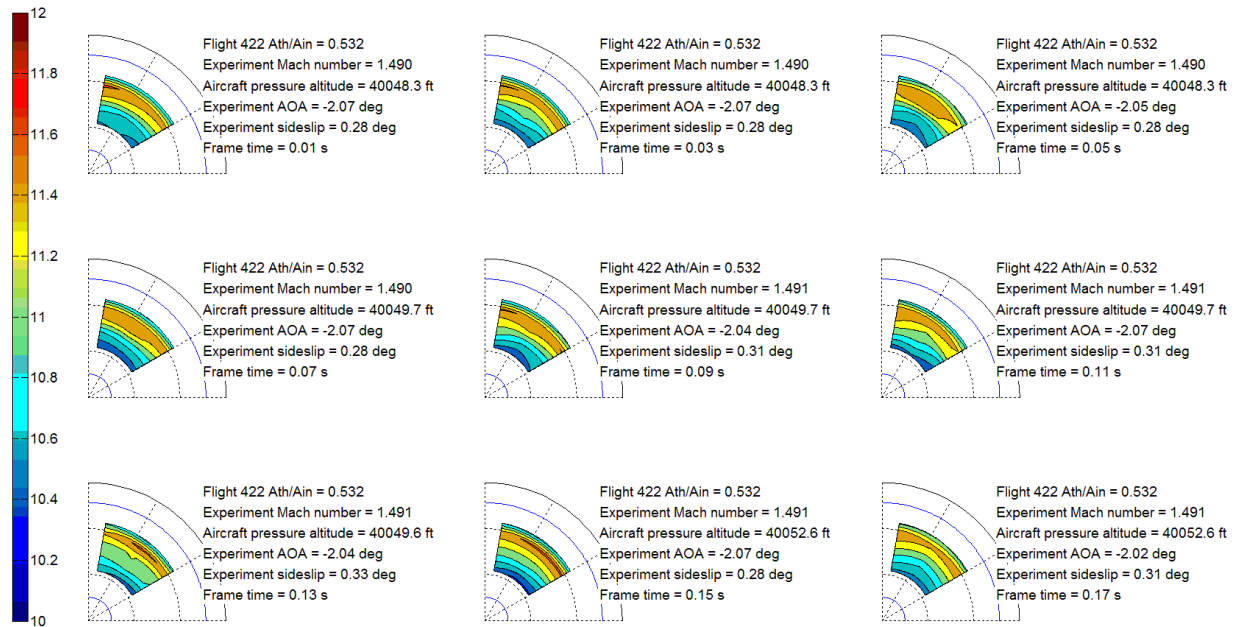 12
11.8
11.6
11.4
11.2
11
10.8
10.6
10.4
10.2
10
Flight 422 Ath/Ain = 0.532
Experiment Mach number = 1.490
Aircraft pressure altitude = 40048.3 ft
Experiment AOA = -2.07 deg
Experiment sideslip = 0.28 deg
Frame time = 0.01 s
Flight 422 Ath/Ain = 0.532
Experiment Mach number = 1.490
Aircraft pressure altitude = 40048.3 ft
Experiment AOA = -2.07 deg
Experiment sideslip = 0.28 deg
Frame time = 0.03 s
Flight 422 Ath/Ain = 0.532
Experiment Mach number = 1.490
Aircraft pressure altitude = 40048.3 ft
Experiment AOA = -2.05 deg
Experiment sideslip = 0.28 deg
Frame time = 0.05 s
Flight 422 Ath/Ain = 0.532
Experiment Mach number = 1.490
Aircraft pressure altitude = 40049.7 ft
Experiment AOA = -2.07 deg
Experiment sideslip = 0.28 deg
Frame time = 0.07 s
Flight 422 Ath/Ain = 0.532
Experiment Mach number = 1.491
Aircraft pressure altitude = 40049.7 ft
Experiment AOA = -2.04 deg
Experiment sideslip = 0.31 deg
Frame time = 0.09 s
Flight 422 Ath/Ain = 0.532
Experiment Mach number = 1.491
Aircraft pressure altitude = 40049.7 ft
Experiment AOA = -2.07 deg
Experiment sideslip = 0.31 deg
Frame time = 0.11 s
Flight 422 Ath/Ain = 0.532
Experiment Mach number = 1.491
Aircraft pressure altitude = 40049.6 ft
Experiment AOA = -2.04 deg
Experiment sideslip = 0.33 deg
Frame time = 0.13 s
Flight 422 Ath/Ain = 0.532
Experiment Mach number = 1.491
Aircraft pressure altitude = 40052.6 ft
Experiment AOA = -2.07 deg
Experiment sideslip = 0.28 deg
Frame time = 0.15 s
Flight 422 Ath/Ain = 0.532
Experiment Mach number = 1.491
Aircraft pressure altitude = 40052.6 ft
Experiment AOA = -2.02 deg
Experiment sideslip = 0.31 deg
Frame time = 0.17 s